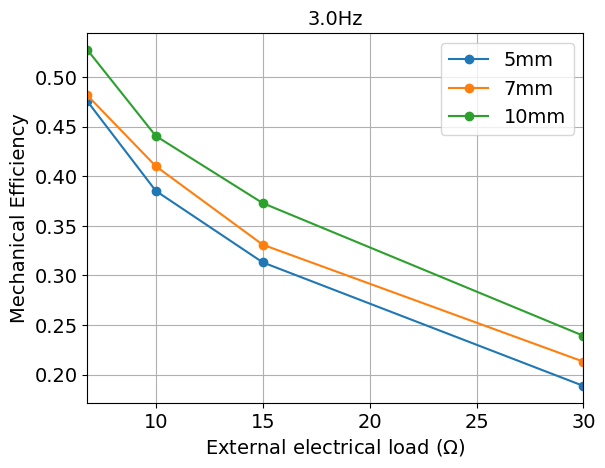 3.0Hz
5mm
7mm
10mm
Mechanical Efficiency
0.50
0.45
0.40
0.35
0.30
0.25
0.20
10 15 20 25 30
External electrical load (Ω)